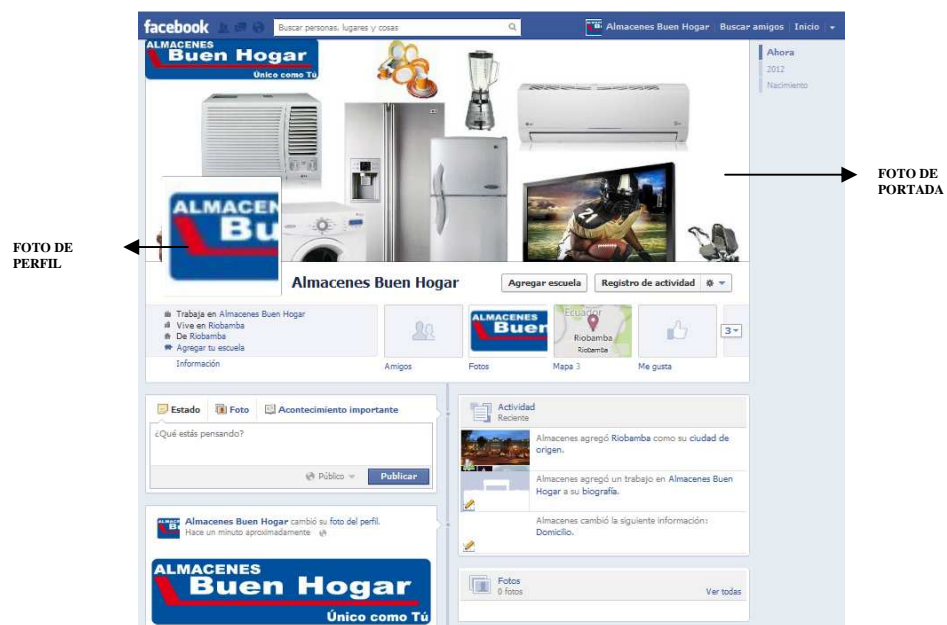 facebook
Buscar personas, lugares y cosas
Almacenes Buen Hogar
Buscar amigos
Inicio
ALMACENES
Buen Hogar
Único como Tú
Ahora
2012
Nacimiento
FOTO DE
PORTADA
21
ALMACEN
Bu
FOTO DE
PERFIL
Almacenes Buen Hogar
Agregar escuela
Registro de actividad
Trabaja en Almacenes Buen Hogar
Vive en Riobamba
De Riobamba
Agregar tu escuela
Información
Amigos
ALMACENES
Buen
Fotos
Ecuador
Riobamba
Riobamba
Mapa 3
Me gusta
3
Estado
Foto
Acontecimiento importante
¿Qué estás pensando?
Público
Publicar
Almacenes Buen Hogar cambió su foto del perfil.
Hace un minuto aproximadamente
ALMACENES
Buen Hogar
Único como Tú
Actividad
Reciente
Almacenes agregó Riobamba como su ciudad de
origen.
Almacenes agregó un trabajo en Almacenes Buen
Hogar a su biografía.
Almacenes cambió la siguiente información:
Domicilio.
Fotos
0 fotos
Ver todas